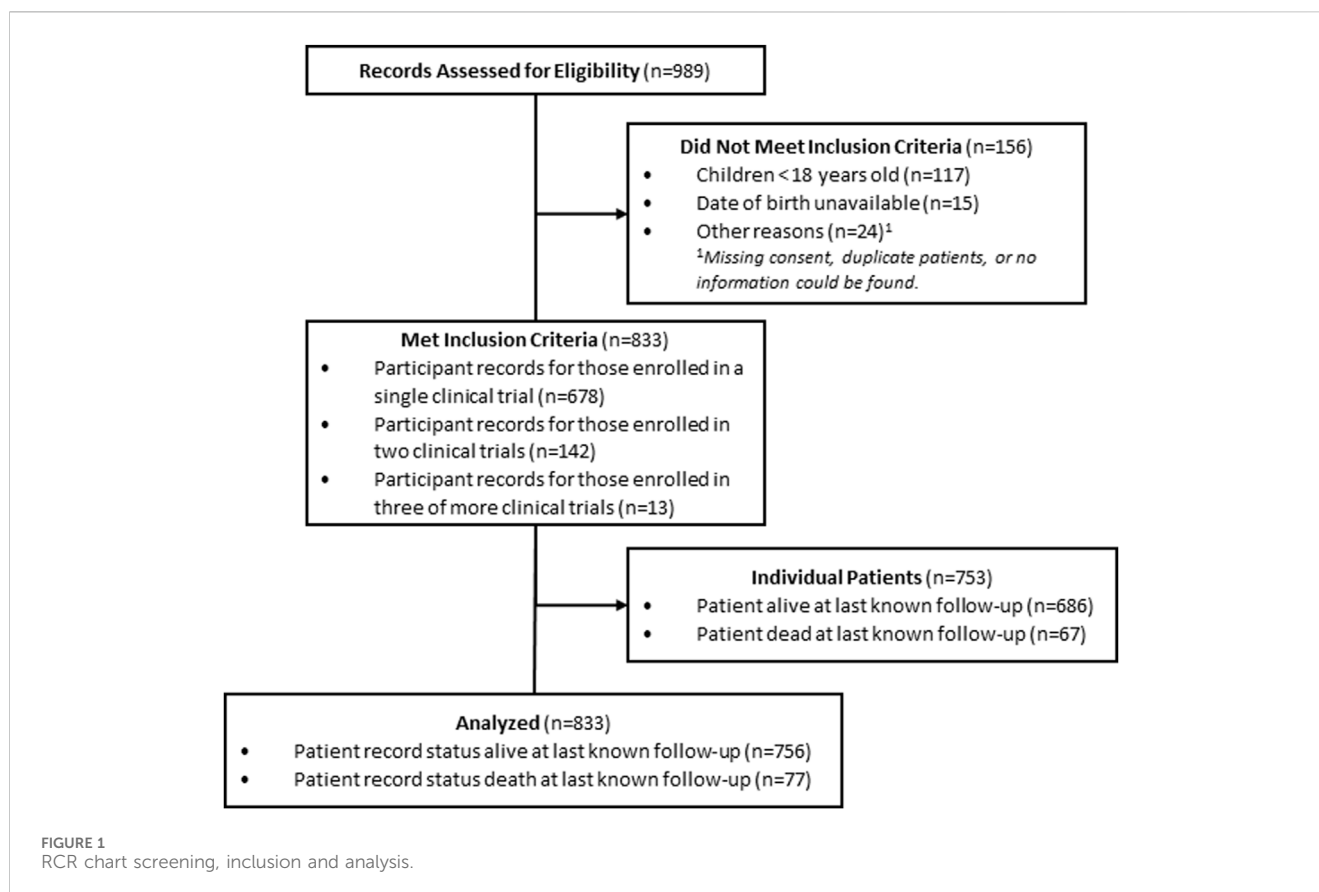 Records Assessed for Eligibility (n=989)
Did Not Meet Inclusion Criteria (n=156)
• Children <18 years old (n=117)
• Date of birth unavailable (n=15)
• Other reasons (n=24)¹
¹Missing consent, duplicate patients, or no
information could be found.
Met Inclusion Criteria (n=833)
• Participant records for those enrolled in a
single clinical trial (n=678)
• Participant records for those enrolled in
two clinical trials (n=142)
• Participant records for those enrolled in
three of more clinical trials (n=13)
Individual Patients (n=753)
• Patient alive at last known follow-up (n=686)
• Patient dead at last known follow-up (n=67)
Analyzed (n=833)
• Patient record status alive at last known follow-up (n=756)
• Patient record status death at last known follow-up (n=77)
FIGURE 1
RCR chart screening, inclusion and analysis.